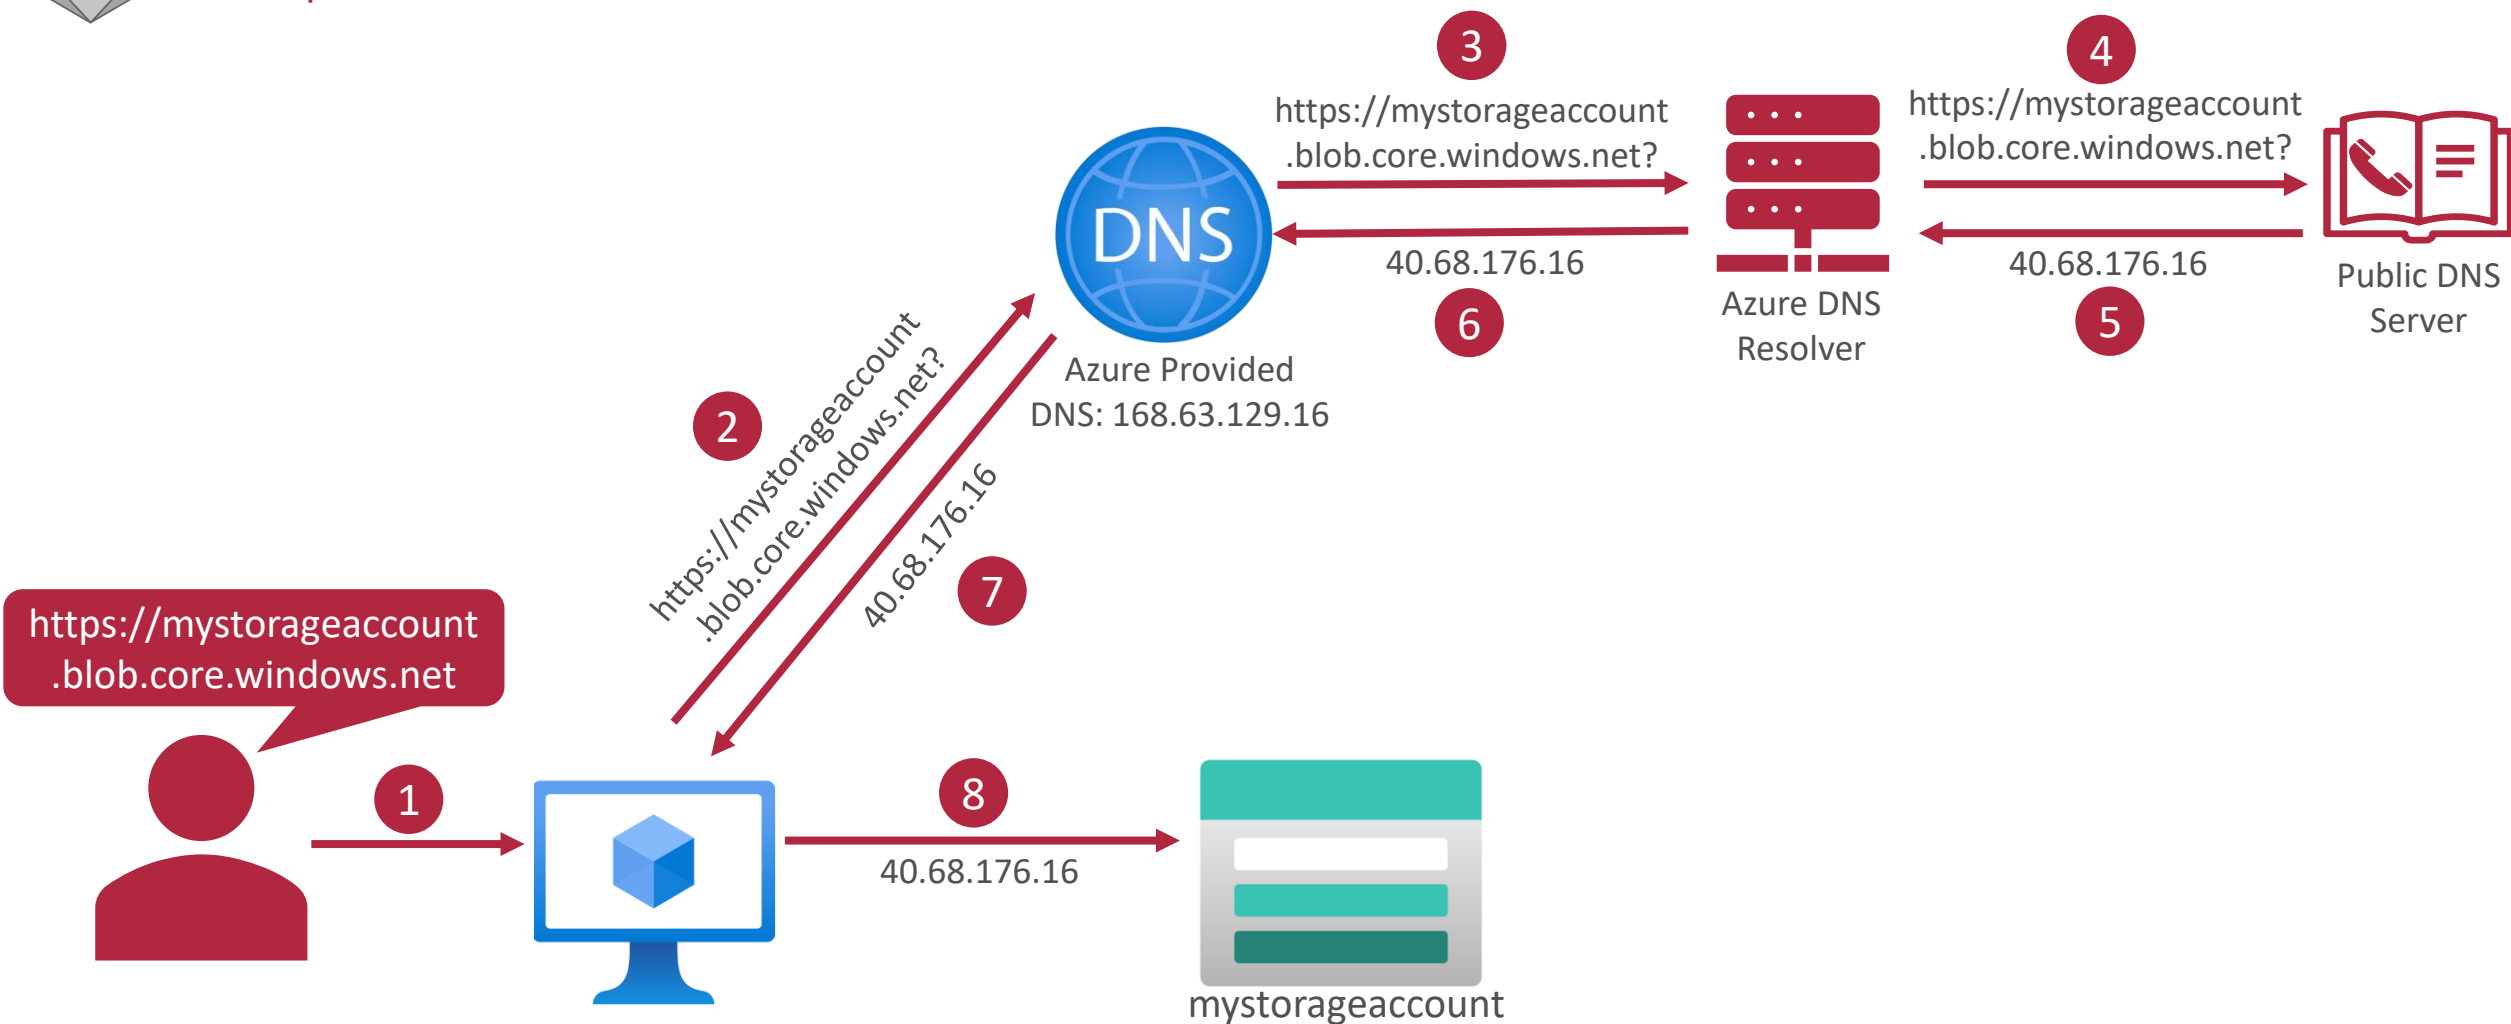 3
https://mystorageaccount
.blob.core.windows.net?
40.68.176.16
6
4
https://mystorageaccount
.blob.core.windows.net?
40.68.176.16
5
DNS
Azure Provided
DNS: 168.63.129.16
Azure DNS
Resolver
Public DNS
Server
2
https://mystorageaccount
.blob.core.windows.net?
40.68.176.16
7
https://mystorageaccount
.blob.core.windows.net
1
8
40.68.176.16
mystorageaccount